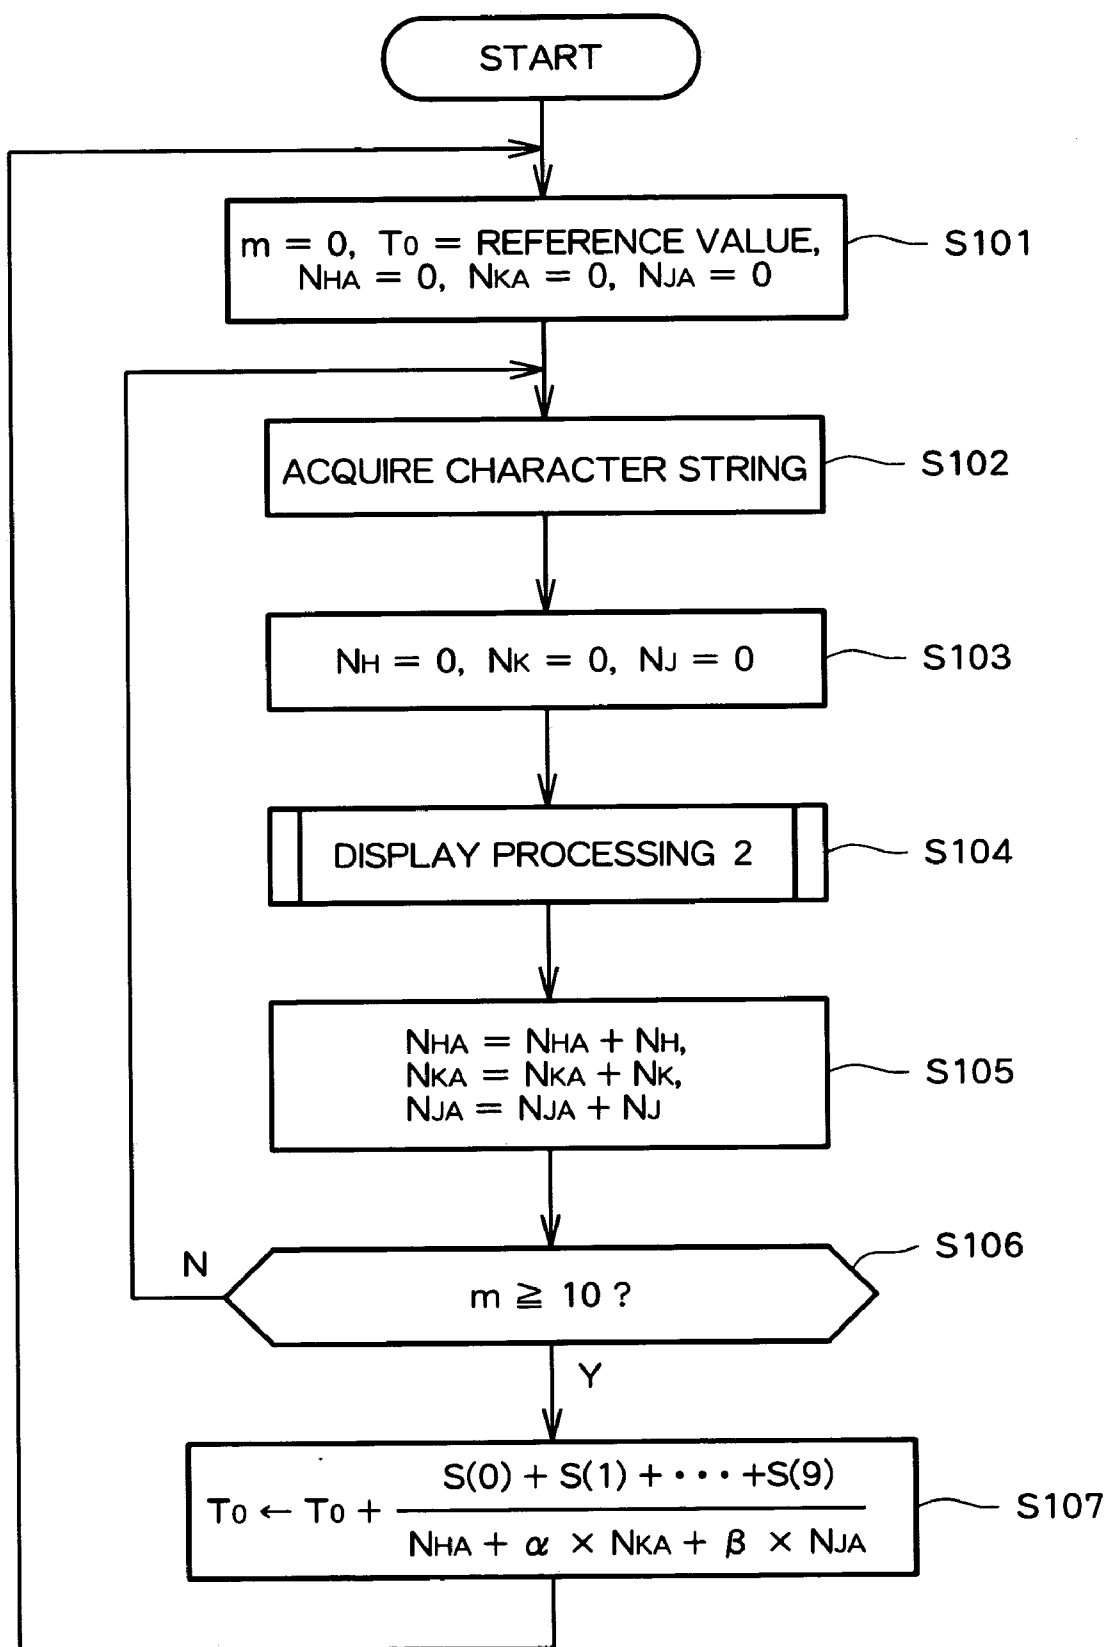 START
m = 0, T0 = REFERENCE VALUE,
NHA = 0, NKA = 0, NJA = 0
S101
ACQUIRE CHARACTER STRING
S102
NH = 0, NK = 0, NJ = 0
S103
DISPLAY PROCESSING 2
S104
NHA = NHA + NH,
NKA = NKA + NK,
NJA = NJA + NJ
S105
N
m ≧ 10 ?
S106
Y
S(0) + S(1) + ··· +S(9)
T0 ← T0 +
NHA + α × NKA + β × NJA
S107